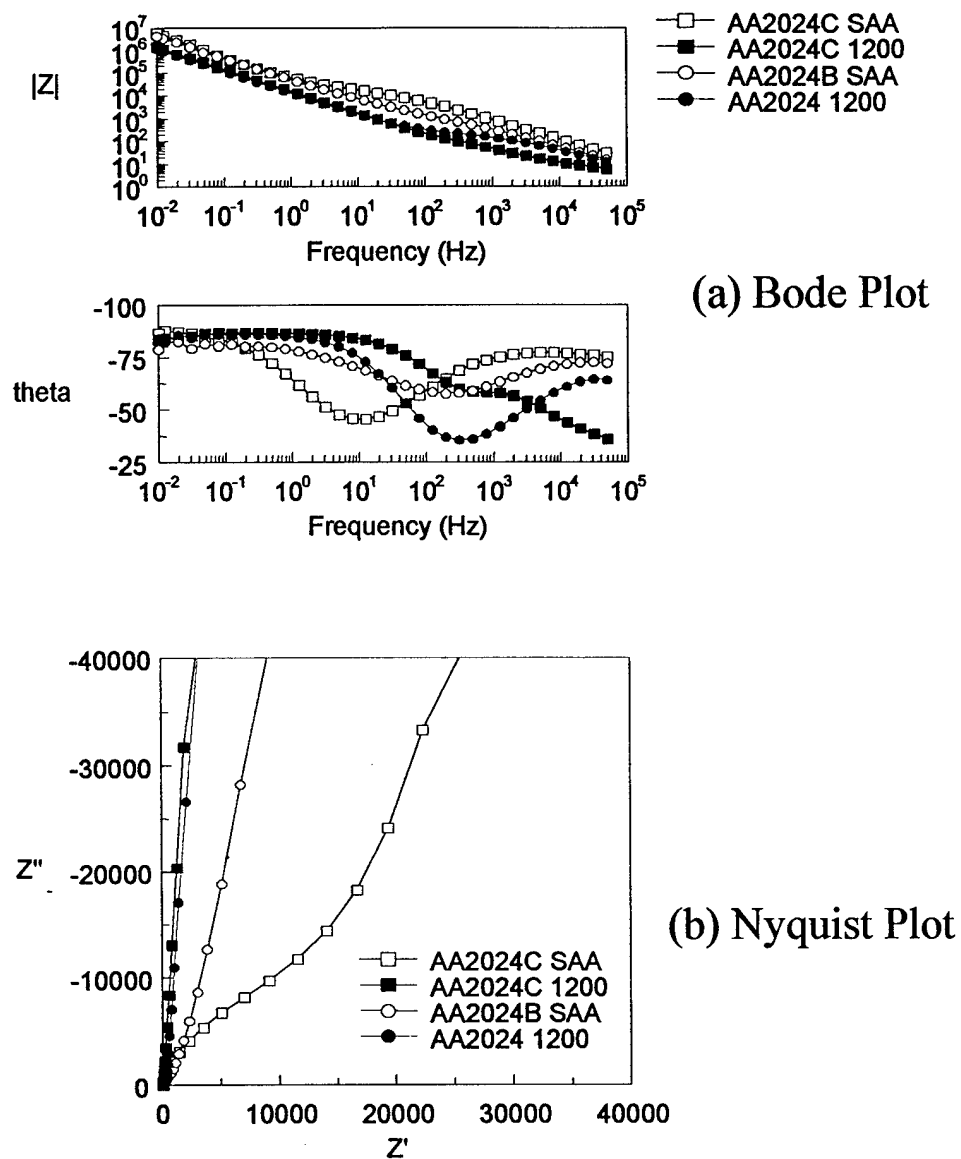 10^7
10^6
10^5
10^4
10^3
10^2
10^1
10^0
|Z|
10^-2 10^-1 10^0 10^1 10^2 10^3 10^4 10^5
Frequency (Hz)
AA2024C SAA
AA2024C 1200
AA2024B SAA
AA2024 1200
(a) Bode Plot
-100
-75
-50
-25
theta
10^-2 10^-1 10^0 10^1 10^2 10^3 10^4 10^5
Frequency (Hz)
-40000
-30000
-20000
-10000
0
Z"
AA2024C SAA
AA2024C 1200
AA2024B SAA
AA2024 1200
0 10000 20000 30000 40000
Z'
(b) Nyquist Plot